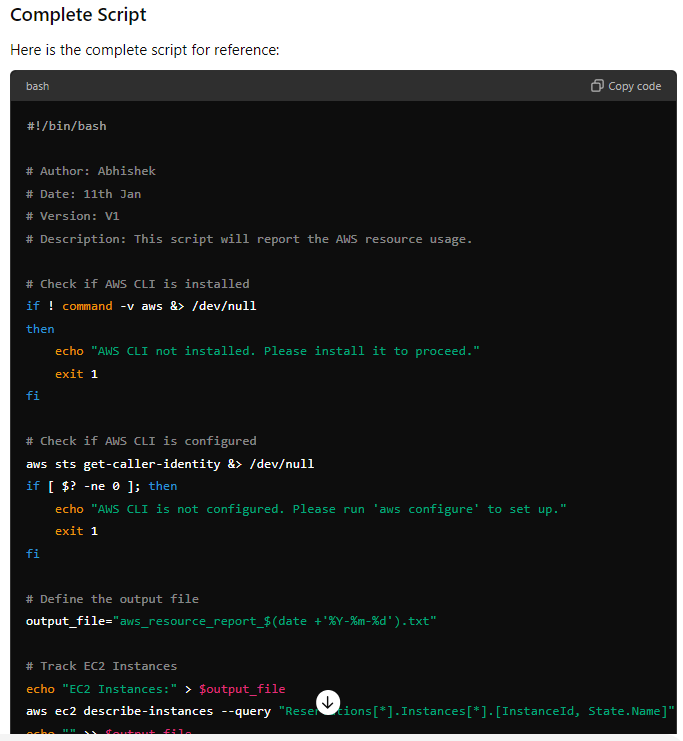 Complete Script
Here is the complete script for reference:
bash
Copy code
#!/bin/bash
# Author: Abhishek
# Date: 11th Jan
# Version: V1
# Description: This script will report the AWS resource usage.
# Check if AWS CLI is installed
if ! command -v aws &> /dev/null
then
echo "AWS CLI not installed. Please install it to proceed."
exit 1
fi
# Check if AWS CLI is configured
aws sts get-caller-identity &> /dev/null
if [ $? -ne 0 ]; then
echo "AWS CLI is not configured. Please run 'aws configure' to set up."
exit 1
fi
# Define the output file
output_file="aws_resource_report_$(date +'%Y-%m-%d').txt"
# Track EC2 Instances
echo "EC2 Instances:" > $output_file
aws ec2 describe-instances --query "Reservations[*].Instances[*].[InstanceId, State.Name]"
echo "" >> $output_file